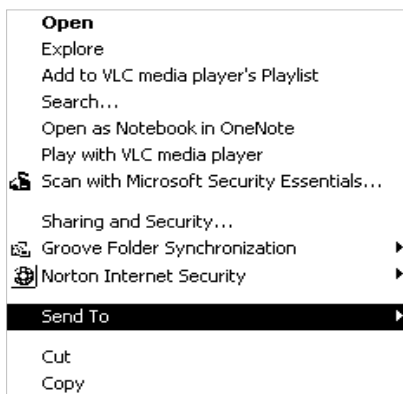 Open
Explore
Add to VLC media player's Playlist
Search...
Open as Notebook in OneNote
Play with VLC media player
Scan with Microsoft Security Essentials...
Sharing and Security...
Groove Folder Synchronization
Norton Internet Security
Send To
Cut
Copy